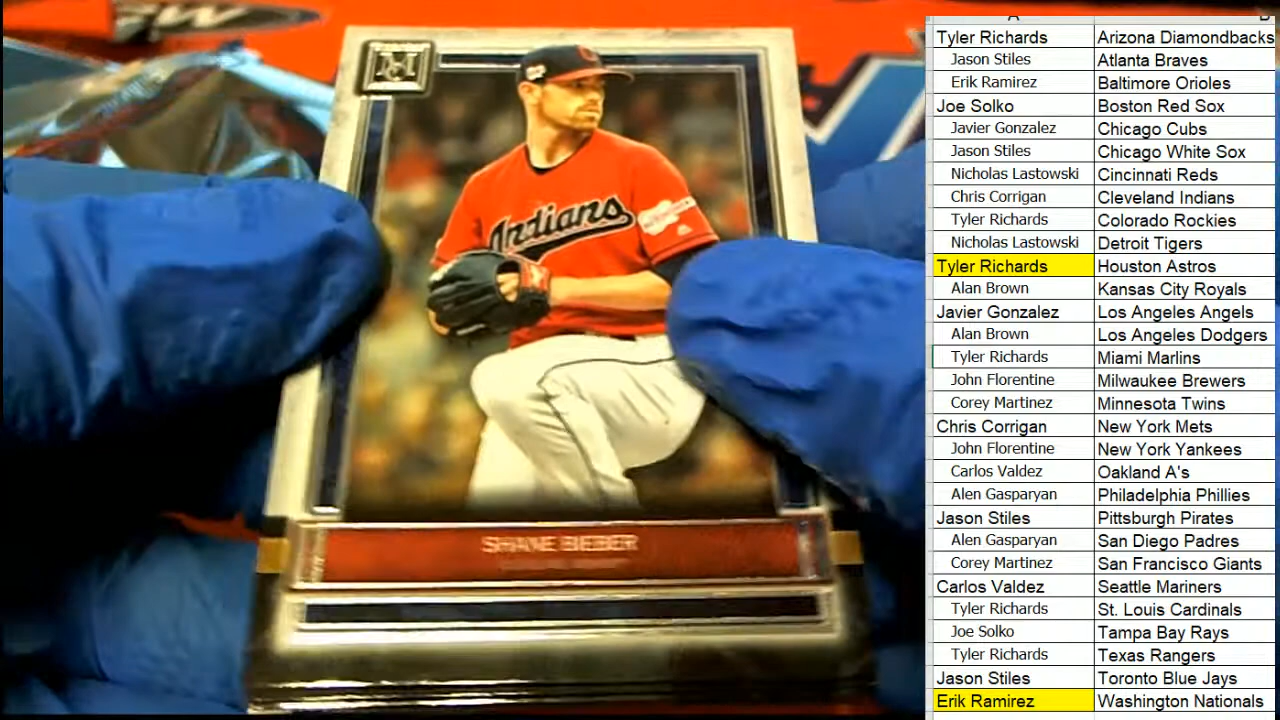 Indians
SHANE BIEBER
Tyler Richards Arizona Diamondbacks
Jason Stiles Atlanta Braves
Erik Ramirez Baltimore Orioles
Joe Solko Boston Red Sox
Javier Gonzalez Chicago Cubs
Jason Stiles Chicago White Sox
Nicholas Lastowski Cincinnati Reds
Chris Corrigan Cleveland Indians
Tyler Richards Colorado Rockies
Nicholas Lastowski Detroit Tigers
Tyler Richards Houston Astros
Alan Brown Kansas City Royals
Javier Gonzalez Los Angeles Angels
Alan Brown Los Angeles Dodgers
Tyler Richards Miami Marlins
John Florentine Milwaukee Brewers
Corey Martinez Minnesota Twins
Chris Corrigan New York Mets
John Florentine New York Yankees
Carlos Valdez Oakland A's
Alen Gasparyan Philadelphia Phillies
Jason Stiles Pittsburgh Pirates
Alen Gasparyan San Diego Padres
Corey Martinez San Francisco Giants
Carlos Valdez Seattle Mariners
Tyler Richards St. Louis Cardinals
Joe Solko Tampa Bay Rays
Tyler Richards Texas Rangers
Jason Stiles Toronto Blue Jays
Erik Ramirez Washington Nationals